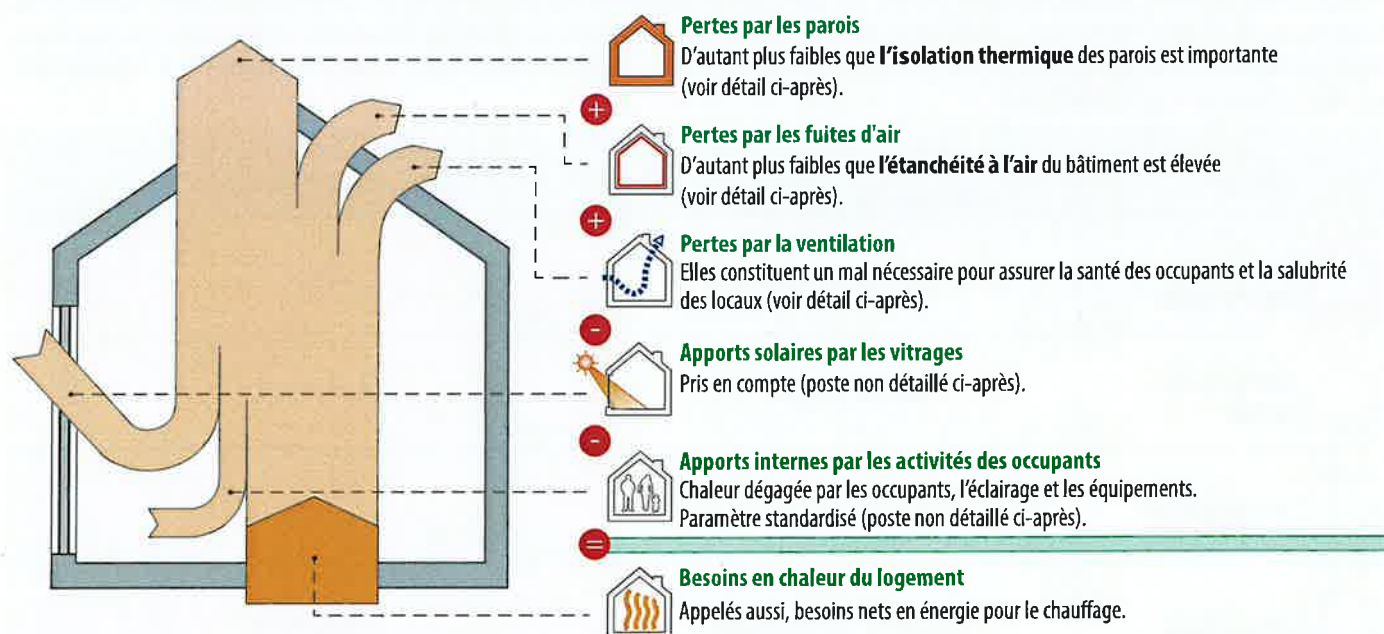 Pertes par les parois
D'autant plus faibles que l'isolation thermique des parois est importante
(voir détail ci-après).
+
Pertes par les fuites d'air
D'autant plus faibles que l'étanchéité à l'air du bâtiment est élevée
(voir détail ci-après).
+
Pertes par la ventilation
Elles constituent un mal nécessaire pour assurer la santé des occupants et la salubrité
des locaux (voir détail ci-après).
-
Apports solaires par les vitrages
Pris en compte (poste non détaillé ci-après).
-
Apports internes par les activités des occupants
Chaleur dégagée par les occupants, l'éclairage et les équipements.
Paramètre standardisé (poste non détaillé ci-après).
=
Besoins en chaleur du logement
Appelés aussi, besoins nets en énergie pour le chauffage.